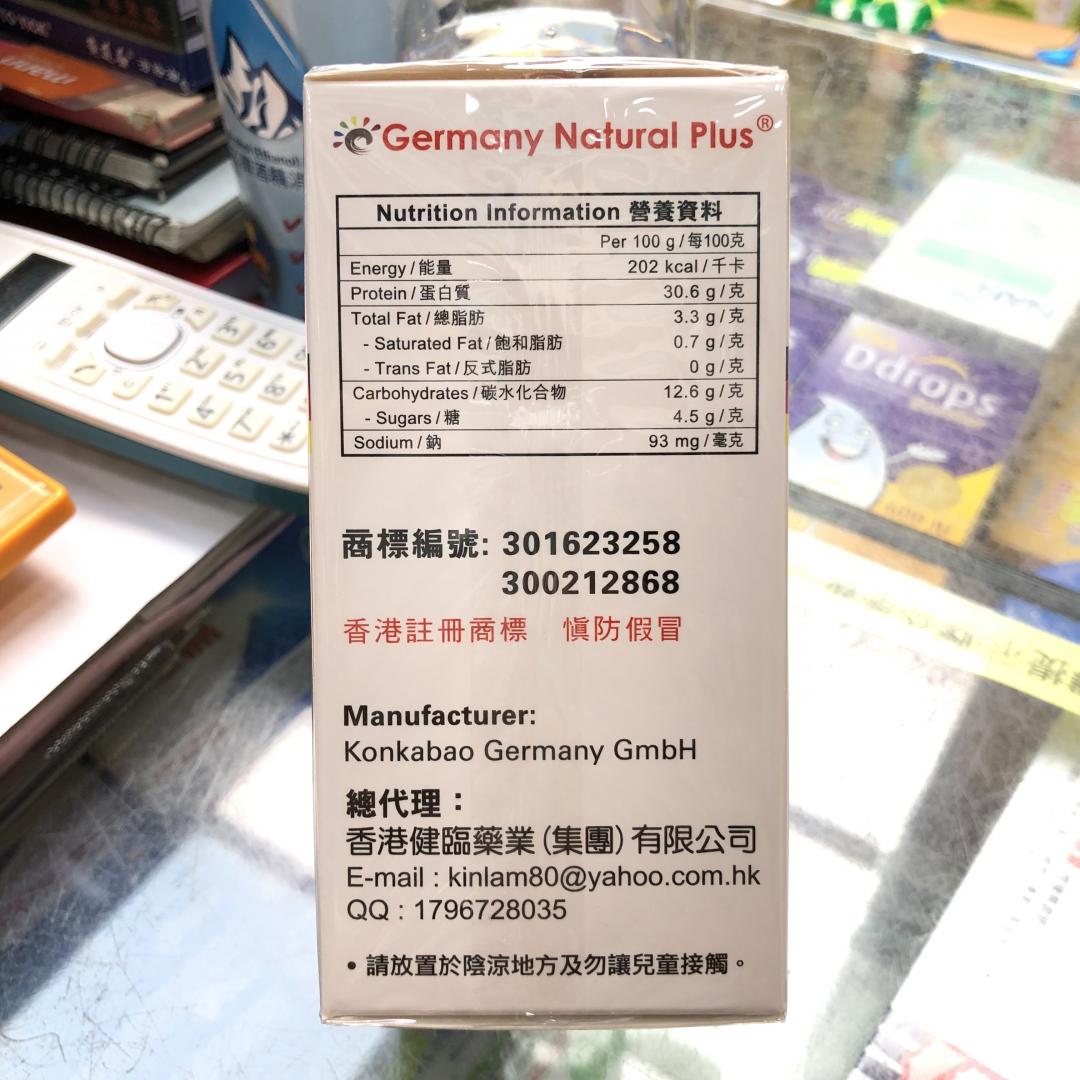 Germany Natural Plus®
Nutrition Information 營養資料
Per 100 g / 每100克
Energy / 能量 202 kcal / 千卡
Protein / 蛋白質 30.6 g / 克
Total Fat / 總脂肪 3.3 g / 克
- Saturated Fat / 飽和脂肪 0.7 g / 克
- Trans Fat / 反式脂肪 0 g / 克
Carbohydrates / 碳水化合物 12.6 g / 克
- Sugars / 糖 4.5 g / 克
Sodium / 鈉 93 mg / 毫克
商標編號: 301623258
300212868
香港註冊商標 慎防假冒
Manufacturer:
Konkabao Germany GmbH
總代理：
香港健臨藥業(集團)有限公司
E-mail : kinlam80@yahoo.com.hk
QQ : 1796728035
• 請放置於陰涼地方及勿讓兒童接觸。
Ddrops